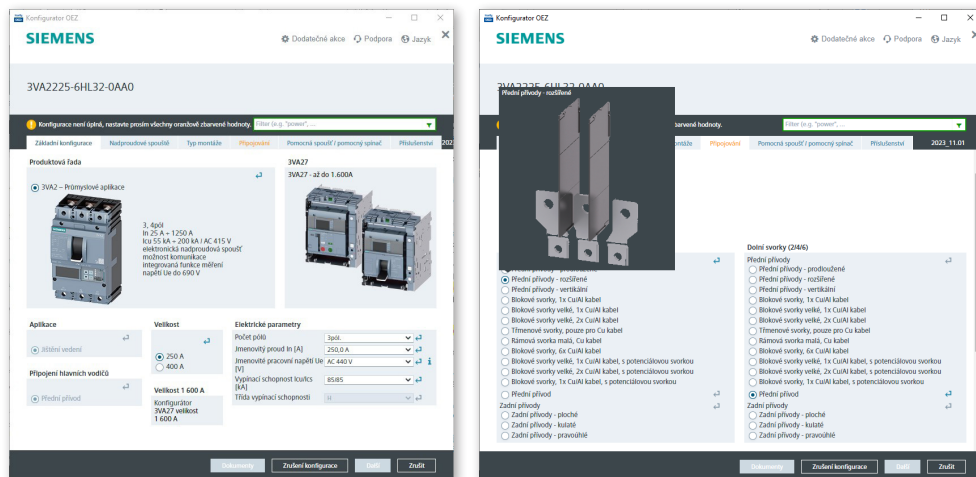 Konfigurator OEZ
SIEMENS
Dodatečné akce Podpora Jazyk
3VA2225-6HL32-0AA0
Konfigurace není úplná, nastavte prosím všechny oranžově zbarvené hodnoty. Filter (e.g. "power", ...
Základní konfigurace Nadproudové spouště Typ montáže Připojování Pomocná spoušť / pomocný spínač Příslušenství 202
Produktová řada
3VA2 – Průmyslové aplikace
3, 4pól
In 25 A ÷ 1250 A
Icu 55 kA ÷ 200 kA / AC 415 V
elektronická nadproudová spoušť
možnost komunikace
integrovaná funkce měření
napětí Ue do 690 V
3VA27
3VA27 - až do 1.600A
Aplikace
Jištění vedení
Připojení hlavních vodičů
Přední přívod
Velikost
250 A
400 A
Velikost 1 600 A
Konfigurátor
3VA27 velikost
1 600 A
Elektrické parametry
Počet pólů 3pól.
Jmenovitý proud In [A] 250,0 A
Jmenovité pracovní napětí Ue [V] AC 440 V
Vypínací schopnost Icu/Ics [kA] 85/85
Třída vypínací schopnosti H
Dokumenty Zrušení konfigurace Další Zrušit
Konfigurator OEZ
SIEMENS
Dodatečné akce Podpora Jazyk
3VA2225-6HL32-0AA0
Přední přívody - rozšířené
zbarvené hodnoty. Filter (e.g. "power", ...
montáže Připojování Pomocná spoušť / pomocný spínač Příslušenství 2023_11.01
Přední přívody - prodloužené
Přední přívody - rozšířené
Přední přívody - vertikální
Blokové svorky, 1x Cu/Al kabel
Blokové svorky velké, 1x Cu/Al kabel
Blokové svorky velké, 2x Cu/Al kabel
Třmenové svorky, pouze pro Cu kabel
Rámová svorka malá, Cu kabel
Blokové svorky, 6x Cu/Al kabel
Blokové svorky velké, 1x Cu/Al kabel, s potenciálovou svorkou
Blokové svorky velké, 2x Cu/Al kabel, s potenciálovou svorkou
Blokové svorky, 1x Cu/Al kabel, s potenciálovou svorkou
Přední přívod
Zadní přívody
Zadní přívody - ploché
Zadní přívody - kulaté
Zadní přívody - pravoúhlé
Dolní svorky (2/4/6)
Přední přívody
Přední přívody - prodloužené
Přední přívody - rozšířené
Přední přívody - vertikální
Blokové svorky, 1x Cu/Al kabel
Blokové svorky velké, 1x Cu/Al kabel
Blokové svorky velké, 2x Cu/Al kabel
Třmenové svorky, pouze pro Cu kabel
Rámová svorka malá, Cu kabel
Blokové svorky, 6x Cu/Al kabel
Blokové svorky velké, 1x Cu/Al kabel, s potenciálovou svorkou
Blokové svorky velké, 2x Cu/Al kabel, s potenciálovou svorkou
Blokové svorky, 1x Cu/Al kabel, s potenciálovou svorkou
Přední přívod
Zadní přívody
Zadní přívody - ploché
Zadní přívody - kulaté
Zadní přívody - pravoúhlé
Dokumenty Zrušení konfigurace Další Zrušit